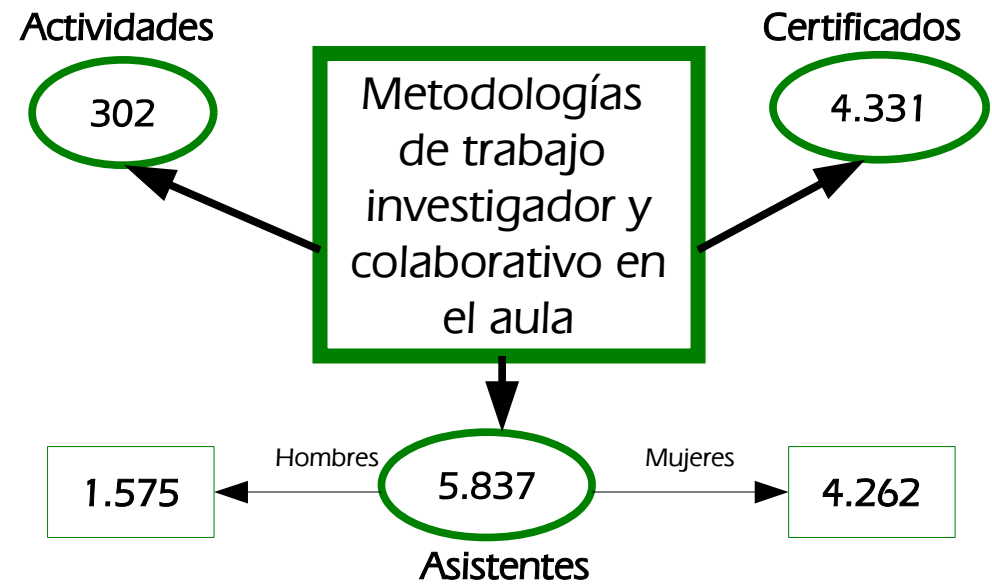 Actividades
Certificados
302
4.331
Metodologías
de trabajo
investigador y
colaborativo en
el aula
Hombres
Mujeres
1.575
5.837
4.262
Asistentes